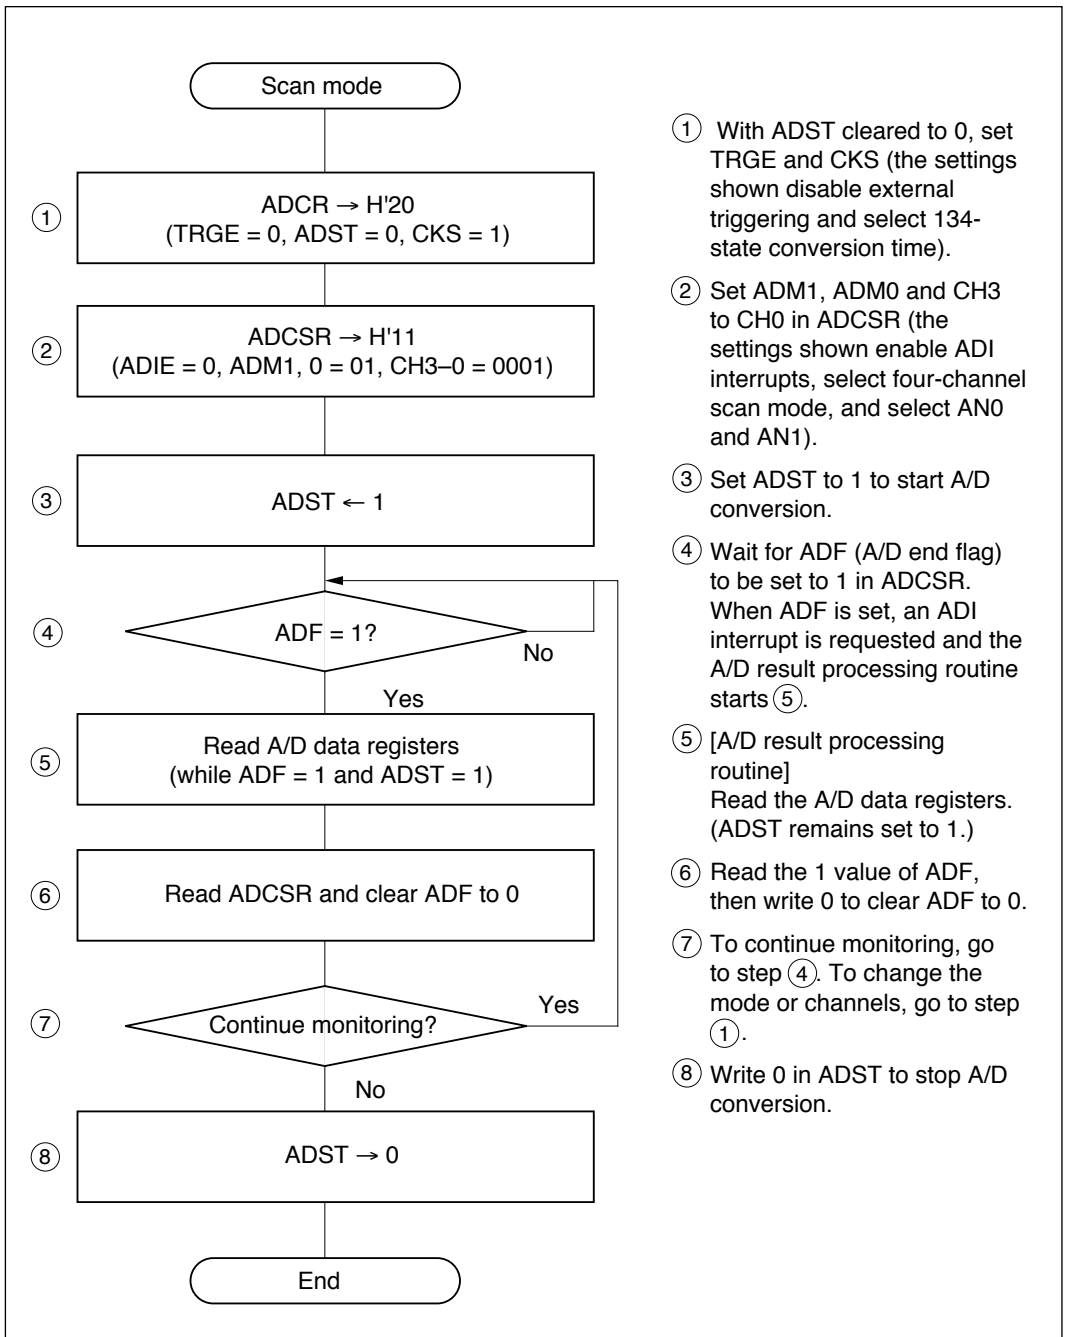 Scan mode
①
ADCR → H'20
(TRGE = 0, ADST = 0, CKS = 1)
②
ADCSR → H'11
(ADIE = 0, ADM1, 0 = 01, CH3–0 = 0001)
③
ADST ← 1
④
ADF = 1?
No
Yes
⑤
Read A/D data registers
(while ADF = 1 and ADST = 1)
⑥
Read ADCSR and clear ADF to 0
⑦
Continue monitoring?
Yes
No
⑧
ADST → 0
End
① With ADST cleared to 0, set
TRGE and CKS (the settings
shown disable external
triggering and select 134-
state conversion time).
② Set ADM1, ADM0 and CH3
to CH0 in ADCSR (the
settings shown enable ADI
interrupts, select four-channel
scan mode, and select AN0
and AN1).
③ Set ADST to 1 to start A/D
conversion.
④ Wait for ADF (A/D end flag)
to be set to 1 in ADCSR.
When ADF is set, an ADI
interrupt is requested and the
A/D result processing routine
starts ⑤.
⑤ [A/D result processing
routine]
Read the A/D data registers.
(ADST remains set to 1.)
⑥ Read the 1 value of ADF,
then write 0 to clear ADF to 0.
⑦ To continue monitoring, go
to step ④. To change the
mode or channels, go to step
①.
⑧ Write 0 in ADST to stop A/D
conversion.